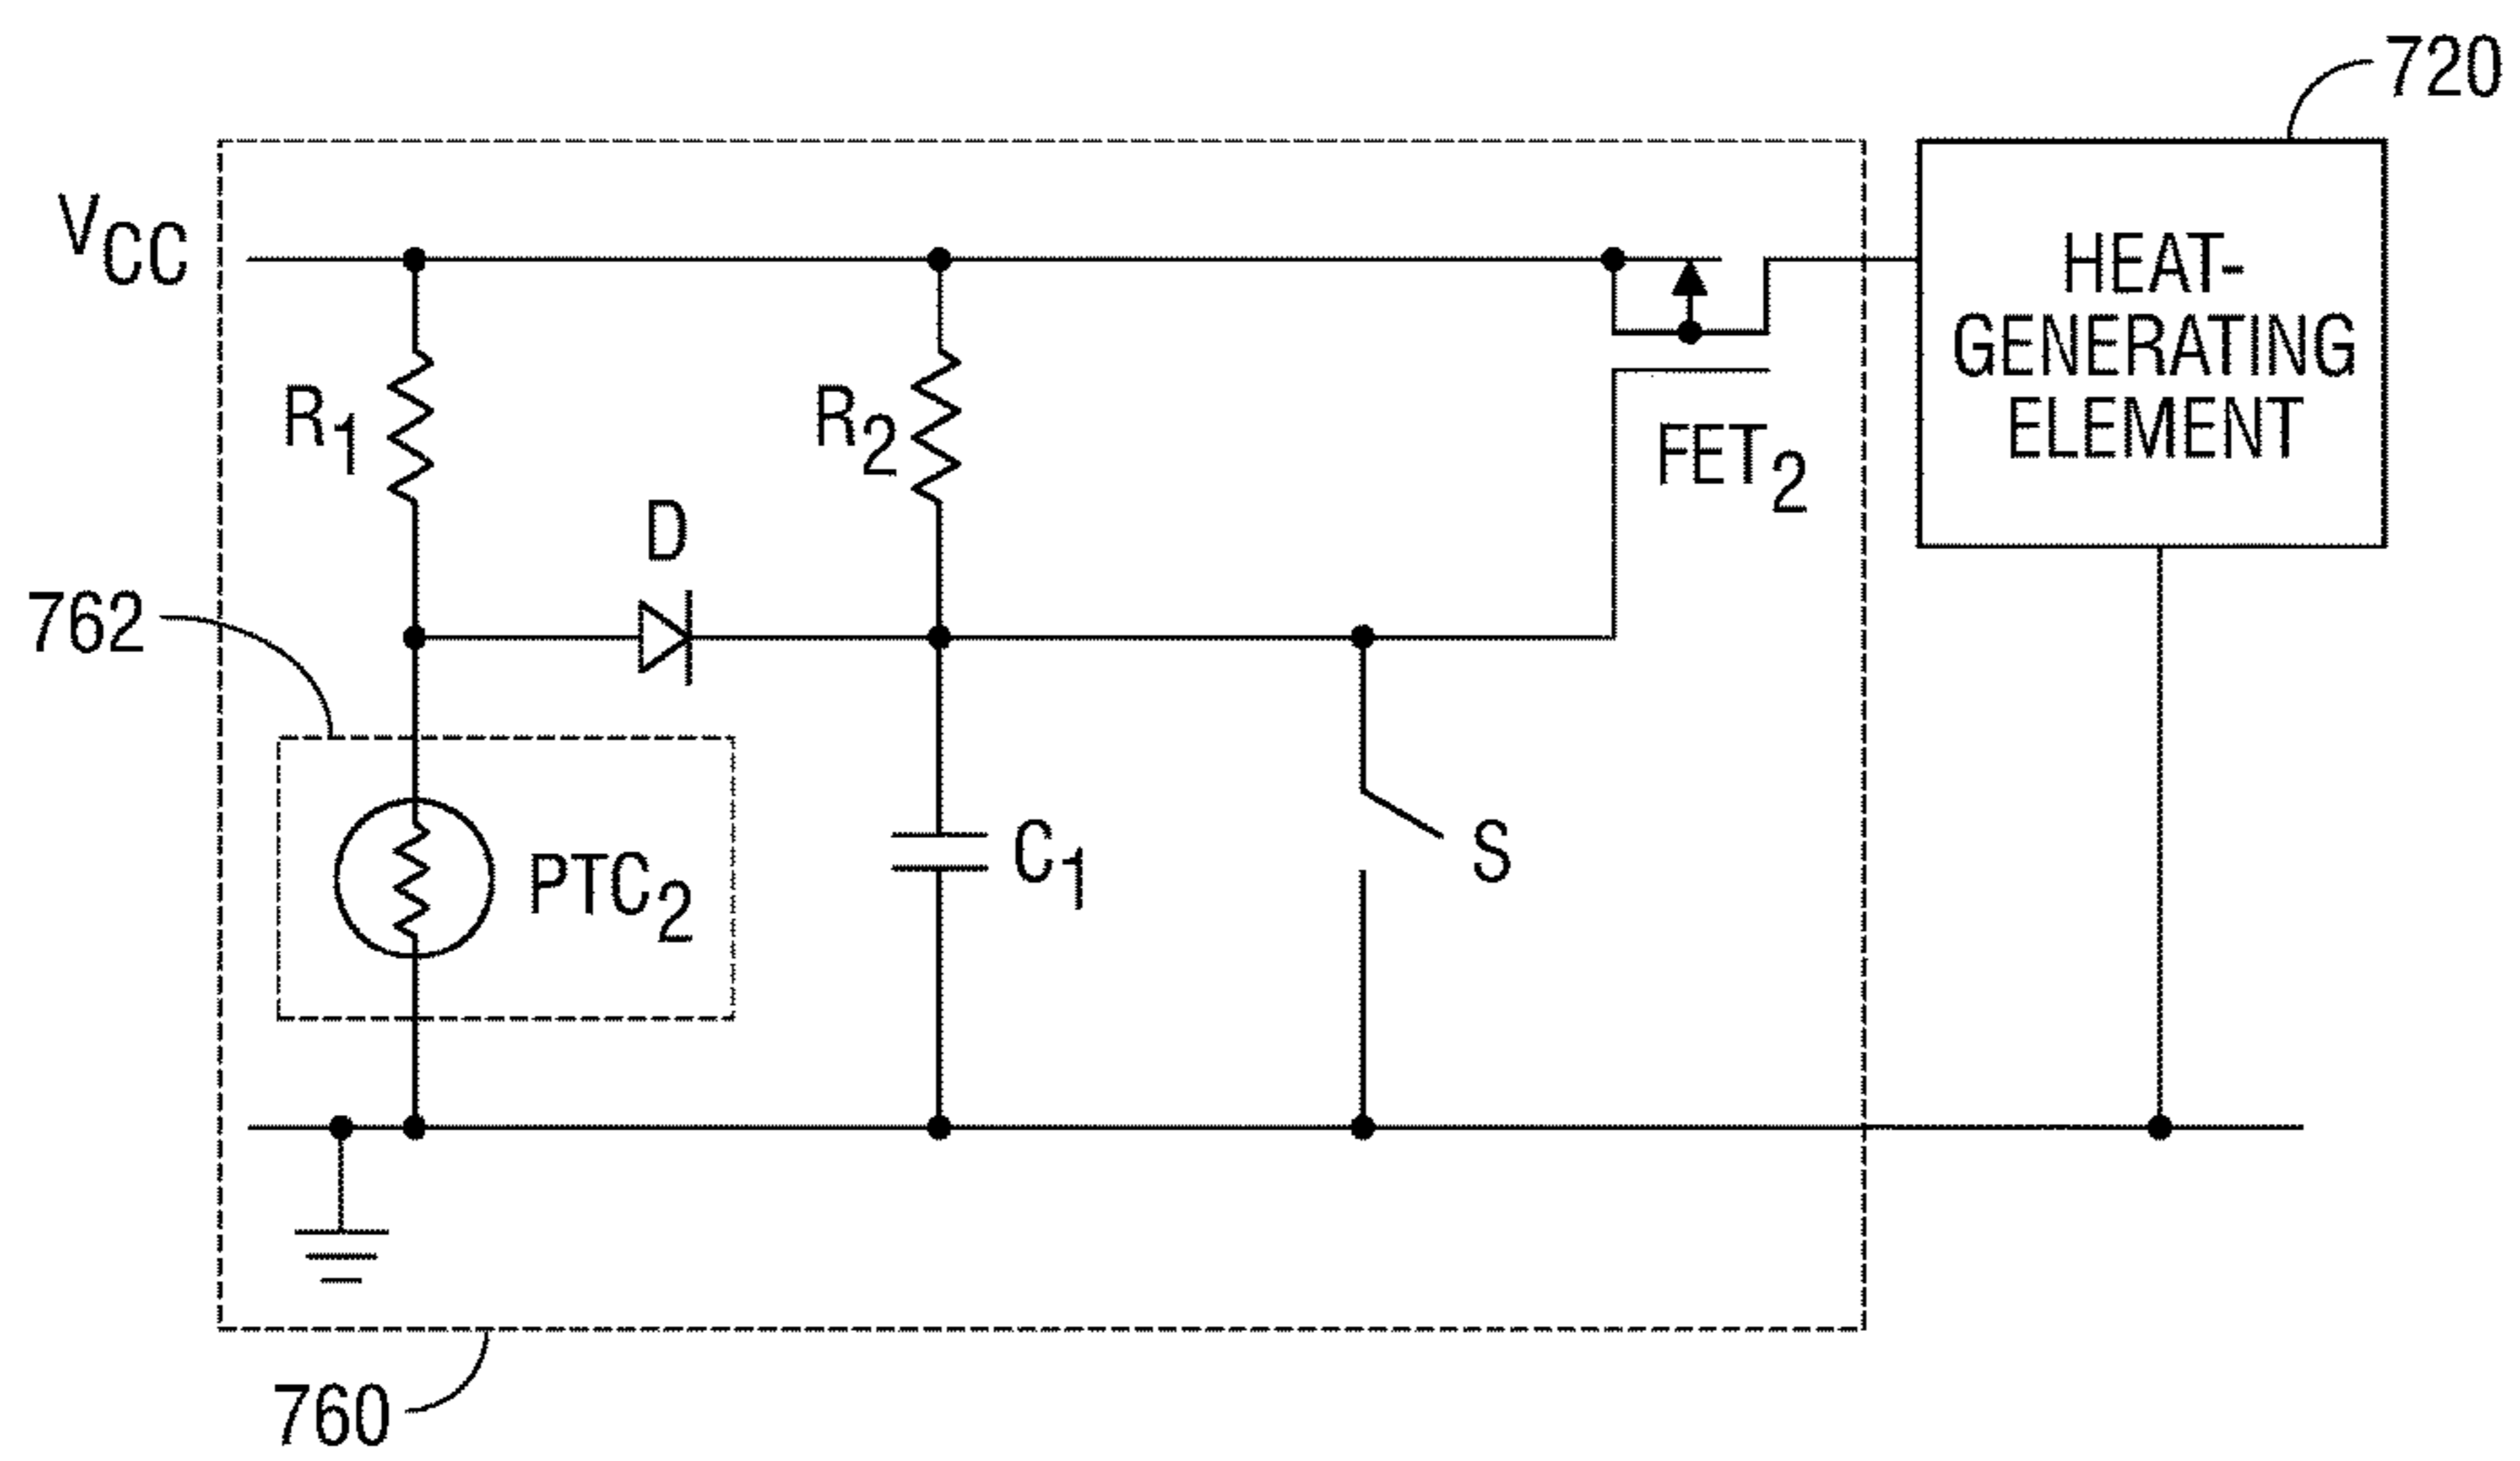 720
VCC
HEAT-
GENERATING
ELEMENT
R1
R2
FET2
D
762
PTC2
C1
S
760